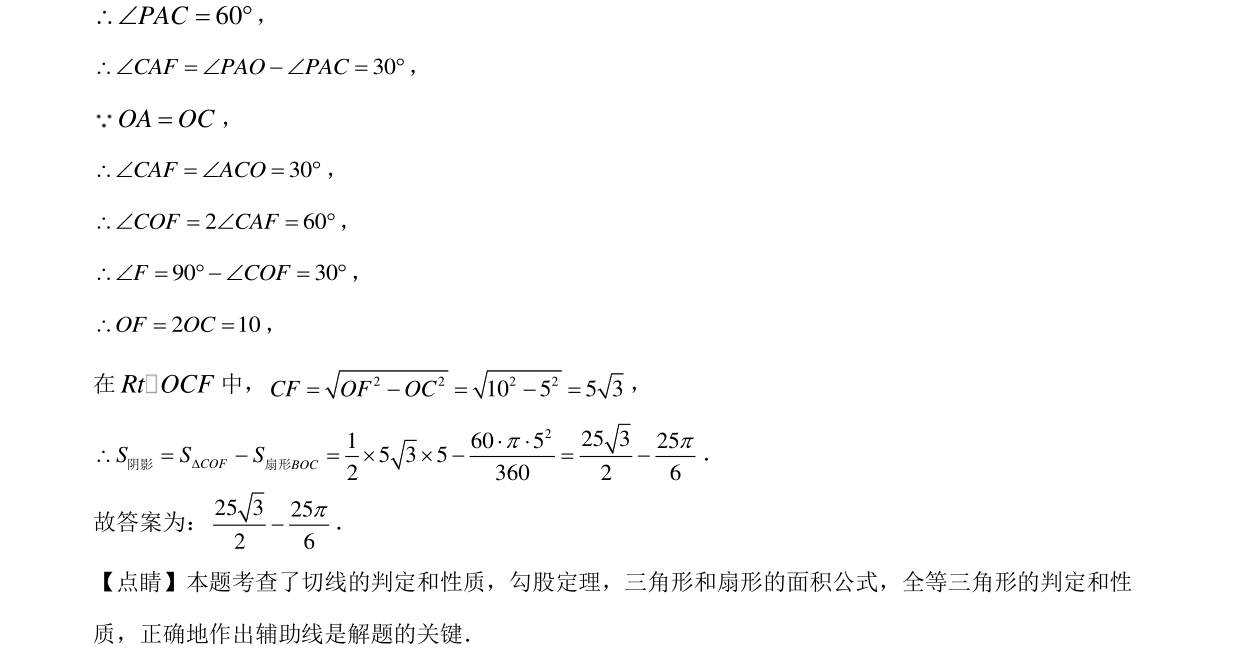 ∴∠PAC = 60°，
∴∠CAF = ∠PAO − ∠PAC = 30°，
∵OA = OC，
∴∠CAF = ∠ACO = 30°，
∴∠COF = 2∠CAF = 60°，
∴∠F = 90° − ∠COF = 30°，
∴OF = 2OC = 10，
在 Rt□OCF 中， CF = √(OF² − OC²) = √(10² − 5²) = 5√3，
∴S阴影 = S△COF − S扇形BOC = 1/2 × 5√3 × 5 − (60·π·5²)/360 = 25√3/2 − 25π/6．
故答案为：25√3/2 − 25π/6．
【点睛】本题考查了切线的判定和性质，勾股定理，三角形和扇形的面积公式，全等三角形的判定和性
质，正确地作出辅助线是解题的关键．